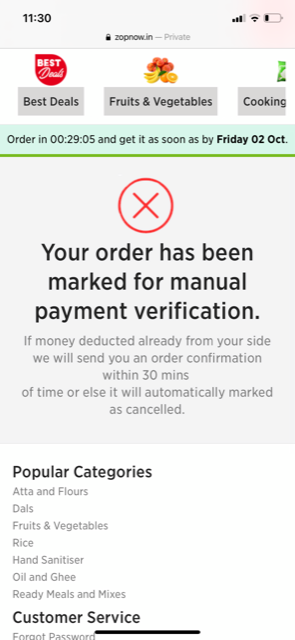 11:30
zopnow.in — Private
BEST
Deals
Best Deals
Fruits & Vegetables
Cooking
Order in 00:29:05 and get it as soon as by Friday 02 Oct.
Your order has been
marked for manual
payment verification.
If money deducted already from your side
we will send you an order confirmation
within 30 mins
of time or else it will automatically marked
as cancelled.
Popular Categories
Atta and Flours
Dals
Fruits & Vegetables
Rice
Hand Sanitiser
Oil and Ghee
Ready Meals and Mixes
Customer Service
Forgot Password